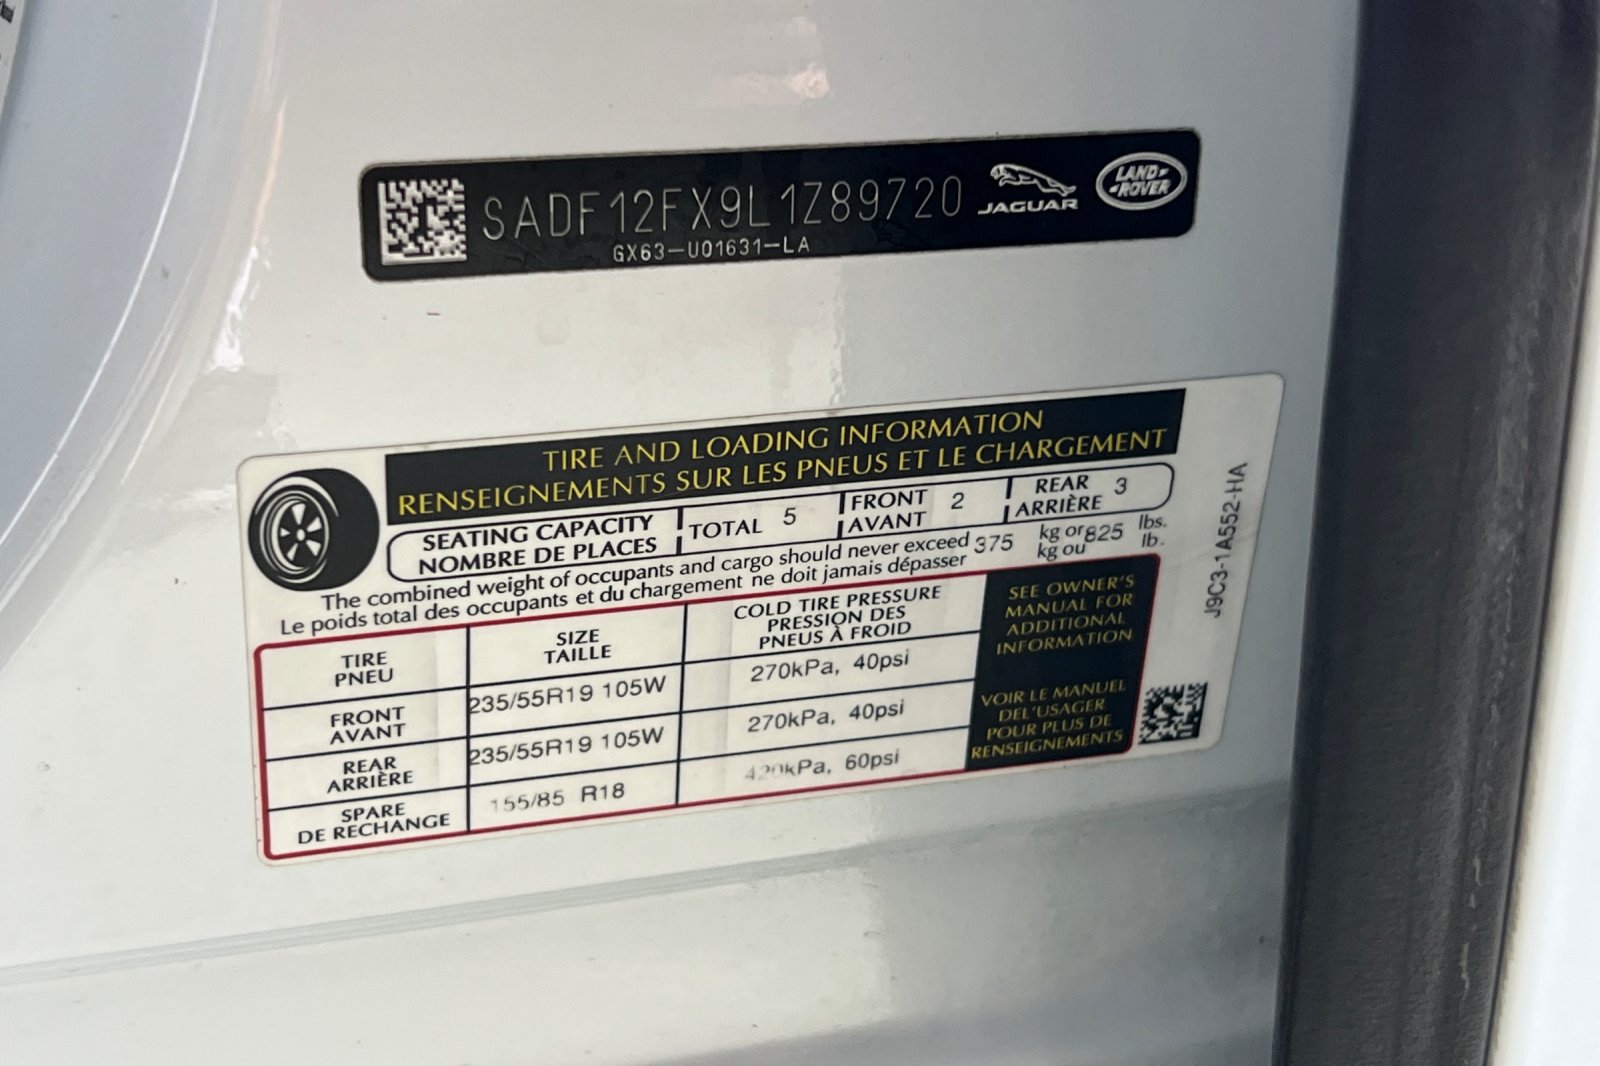 SADF12FX9L1Z89720
GX63-U01631-LA
JAGUAR
LAND-
-ROVER
TIRE AND LOADING INFORMATION
RENSEIGNEMENTS SUR LES PNEUS ET LE CHARGEMENT
SEATING CAPACITY
NOMBRE DE PLACES
TOTAL 5
FRONT
AVANT
2
REAR
ARRIÈRE
3
The combined weight of occupants and cargo should never exceed 375 kg or 825 lbs.
Le poids total des occupants et du chargement ne doit jamais dépasser kg ou lb.
TIRE
PNEU
SIZE
TAILLE
COLD TIRE PRESSURE
PRESSION DES
PNEUS À FROID
FRONT
AVANT
235/55R19 105W
270kPa, 40psi
REAR
ARRIÈRE
235/55R19 105W
270kPa, 40psi
SPARE
DE RECHANGE
155/85 R18
420kPa, 60psi
SEE OWNER'S
MANUAL FOR
ADDITIONAL
INFORMATION
VOIR LE MANUEL
DEL'USAGER
POUR PLUS DE
RENSEIGNEMENTS
J9C3-1A552-HA